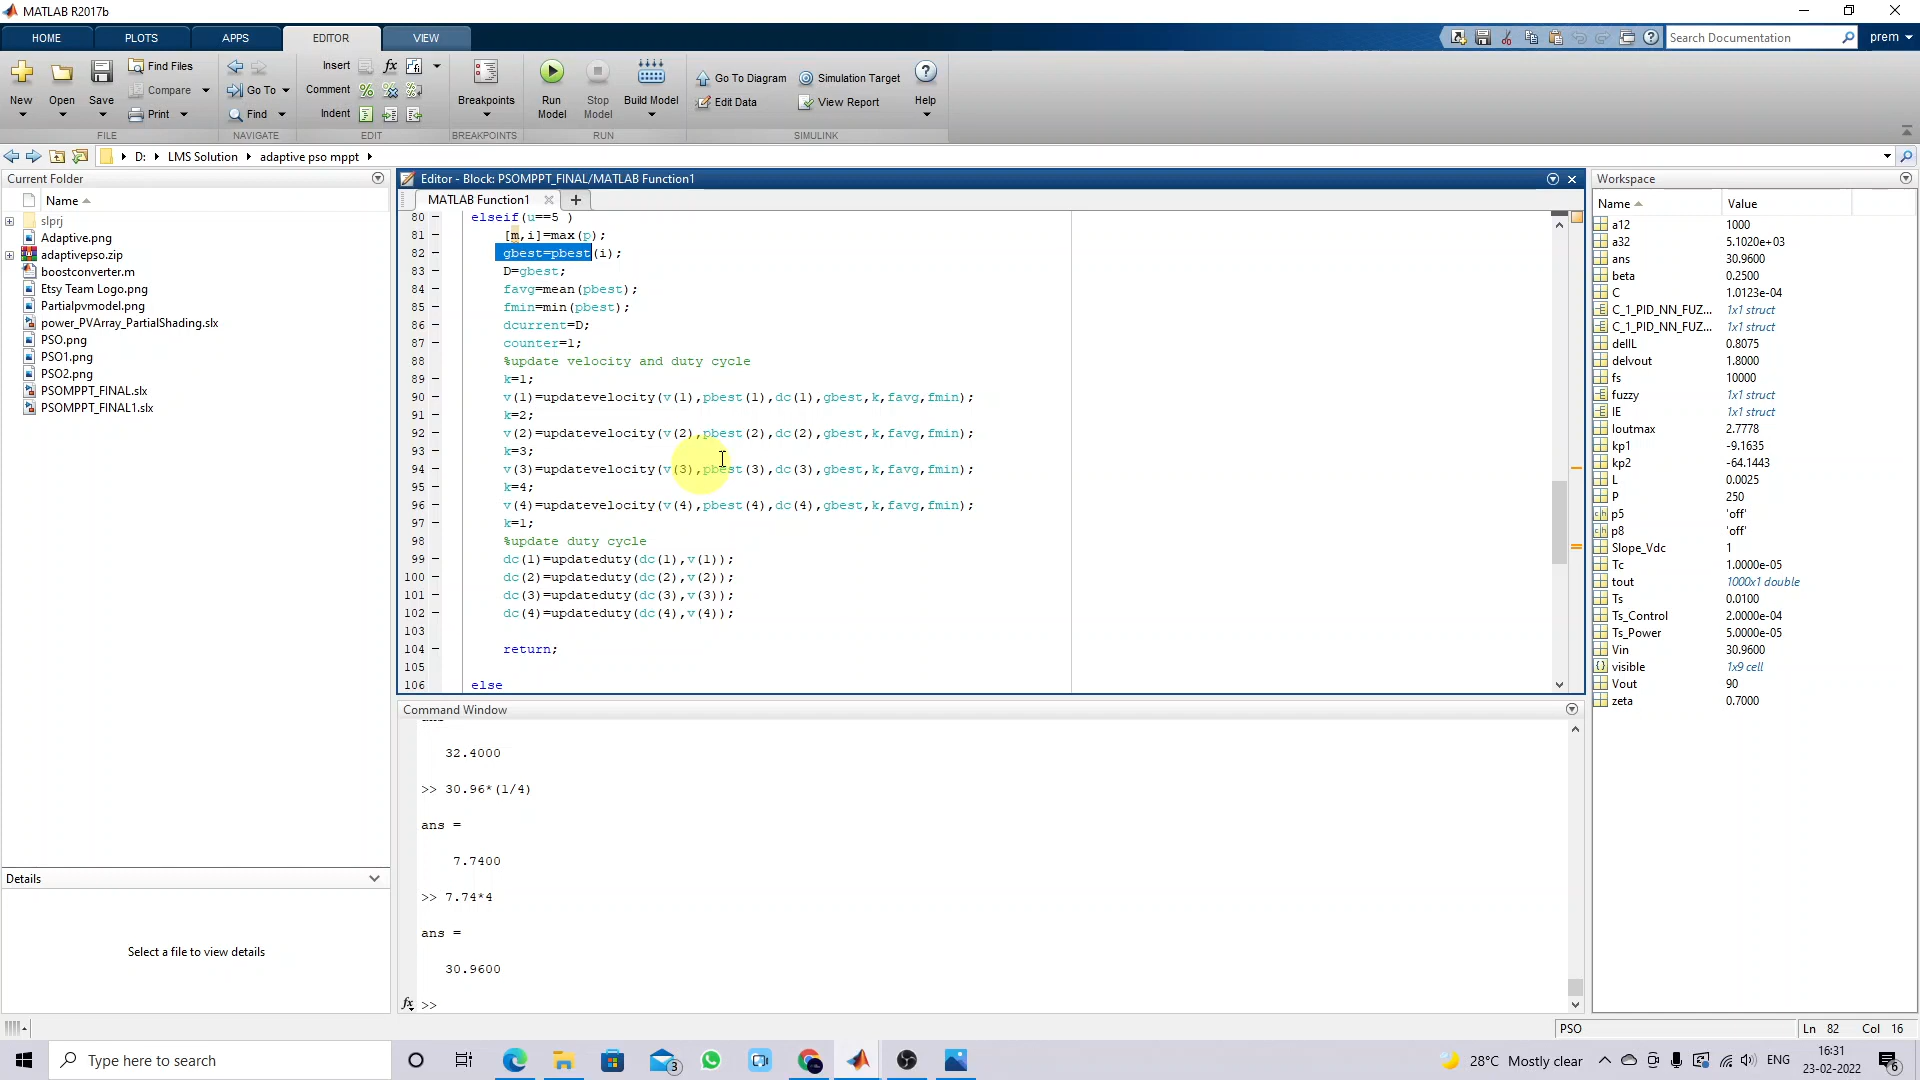 MATLAB R2017b
HOME PLOTS APPS EDITOR VIEW
Search Documentation
prem
New
Open
Save
Find Files
Compare
Print
FILE
Go To
Find
NAVIGATE
Insert
Comment
Indent
fx
EDIT
Breakpoints
BREAKPOINTS
Run Model
Stop Model
Build Model
RUN
Go To Diagram
Edit Data
Simulation Target
View Report
Help
SIMULINK
D: LMS Solution adaptive pso mppt
Current Folder
Name
slprj
Adaptive.png
adaptivepso.zip
boostconverter.m
Etsy Team Logo.png
Partialpvmodel.png
power_PVArray_PartialShading.slx
PSO.png
PSO1.png
PSO2.png
PSOMPPT_FINAL.slx
PSOMPPT_FINAL1.slx
Details
Select a file to view details
Editor - Block: PSOMPPT_FINAL/MATLAB Function1
MATLAB Function1
80 elseif(u==5 )
81 [m,i]=max(p);
82 gbest=pbest(i);
83 D=gbest;
84 favg=mean(pbest);
85 fmin=min(pbest);
86 dcurrent=D;
87 counter=1;
88 %update velocity and duty cycle
89 k=1;
90 v(1)=updatevelocity(v(1),pbest(1),dc(1),gbest,k,favg,fmin);
91 k=2;
92 v(2)=updatevelocity(v(2),pbest(2),dc(2),gbest,k,favg,fmin);
93 k=3;
94 v(3)=updatevelocity(v(3),pbest(3),dc(3),gbest,k,favg,fmin);
95 k=4;
96 v(4)=updatevelocity(v(4),pbest(4),dc(4),gbest,k,favg,fmin);
97 k=1;
98 %update duty cycle
99 dc(1)=updateduty(dc(1),v(1));
100 dc(2)=updateduty(dc(2),v(2));
101 dc(3)=updateduty(dc(3),v(3));
102 dc(4)=updateduty(dc(4),v(4));
103
104 return;
105
106 else
Command Window
32.4000
>> 30.96*(1/4)
ans =
7.7400
>> 7.74*4
ans =
30.9600
fx >>
Workspace
Name Value
a12 1000
a32 5.1020e+03
ans 30.9600
beta 0.2500
C 1.0123e-04
C_1_PID_NN_FUZ... 1x1 struct
C_1_PID_NN_FUZ... 1x1 struct
dellL 0.8075
delvout 1.8000
fs 10000
fuzzy 1x1 struct
IE 1x1 struct
Ioutmax 2.7778
kp1 -9.1635
kp2 -64.1443
L 0.0025
P 250
p5 'off'
p8 'off'
Slope_Vdc 1
Tc 1.0000e-05
tout 1000x1 double
Ts 0.0100
Ts_Control 2.0000e-04
Ts_Power 5.0000e-05
Vin 30.9600
visible 1x9 cell
Vout 90
zeta 0.7000
PSO
Ln 82 Col 16
Type here to search
3
28°C Mostly clear
ENG
16:31
23-02-2022
6